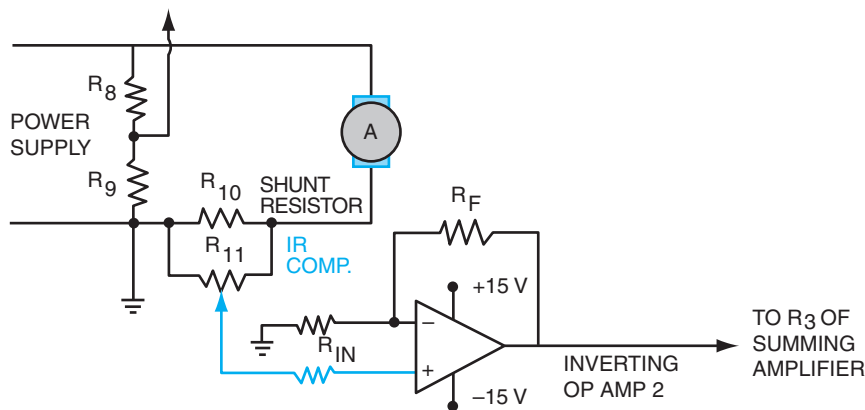 R8
POWER
SUPPLY
A
R9
R10
SHUNT
RESISTOR
R11
IR
COMP.
RF
+15 V
–
RIN
+
–15 V
INVERTING
OP AMP 2
TO R3 OF
SUMMING
AMPLIFIER